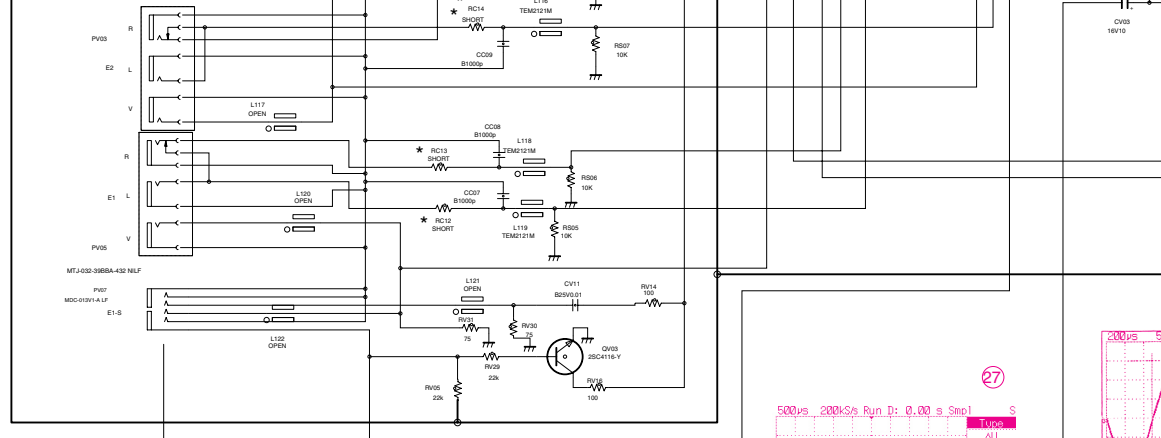 RC14
SHORT
TEM2121M
CV03
16V10
R
PV03
E2
L
V
CC09
B1000p
RS07
10K
L117
OPEN
R
E1
L
V
PV05
CC08
B1000p
L118
TEM2121M
RC13
SHORT
RS06
10K
L120
OPEN
CC07
B1000p
RC12
SHORT
L119
TEM2121M
RS05
10K
MTJ-032-39BBA-432 NILF
PV07
MDC-013V1-A LF
E1-S
L121
OPEN
CV11
B25V0.01
RV14
100
RV31
75
RV30
75
L122
OPEN
QV03
2SC4116-Y
RV29
22k
RV05
22k
RV16
100
27
200µs
500µs 200kS/s Run D: 0.00 s Smpl S
Type